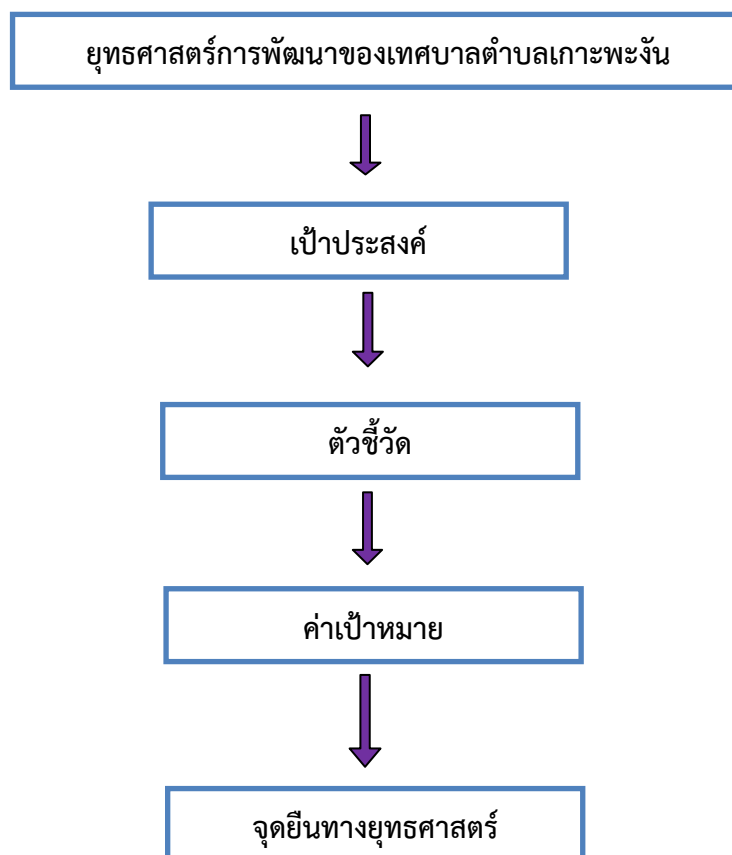 ยุทธศาสตร์การพัฒนาของเทศบาลตำบลเกาะพะงัน
เป้าประสงค์
ตัวชี้วัด
ค่าเป้าหมาย
จุดยืนทางยุทธศาสตร์